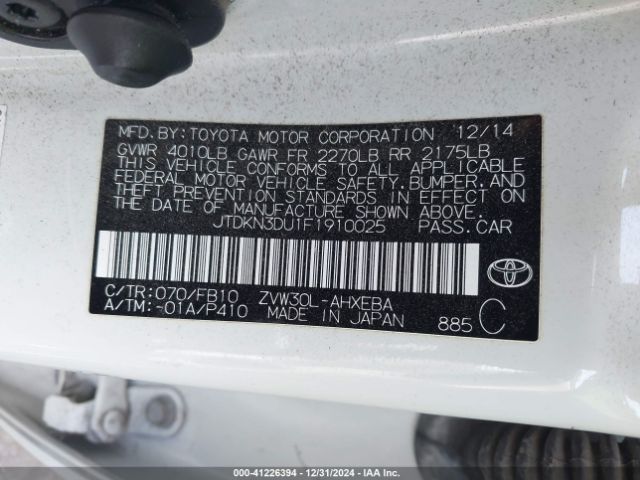 MFD.BY:TOYOTA MOTOR CORPORATION 12/14
GVWR 4010LB GAWR FR 2270LB RR 2175LB
THIS VEHICLE CONFORMS TO ALL APPLICABLE
FEDERAL MOTOR VEHICLE SAFETY,BUMPER,AND
THEFT PREVENTION STANDARDS IN EFFECT ON
THE DATE OF MANUFACTURE SHOWN ABOVE.
JTDKN3DU1F1910025 PASS.CAR
C/TR:070/FB10 ZVW30L-AHXEBA
A/TM:-01A/P410 MADE IN JAPAN 885 C
000-41226394 - 12/31/2024 - IAA Inc.